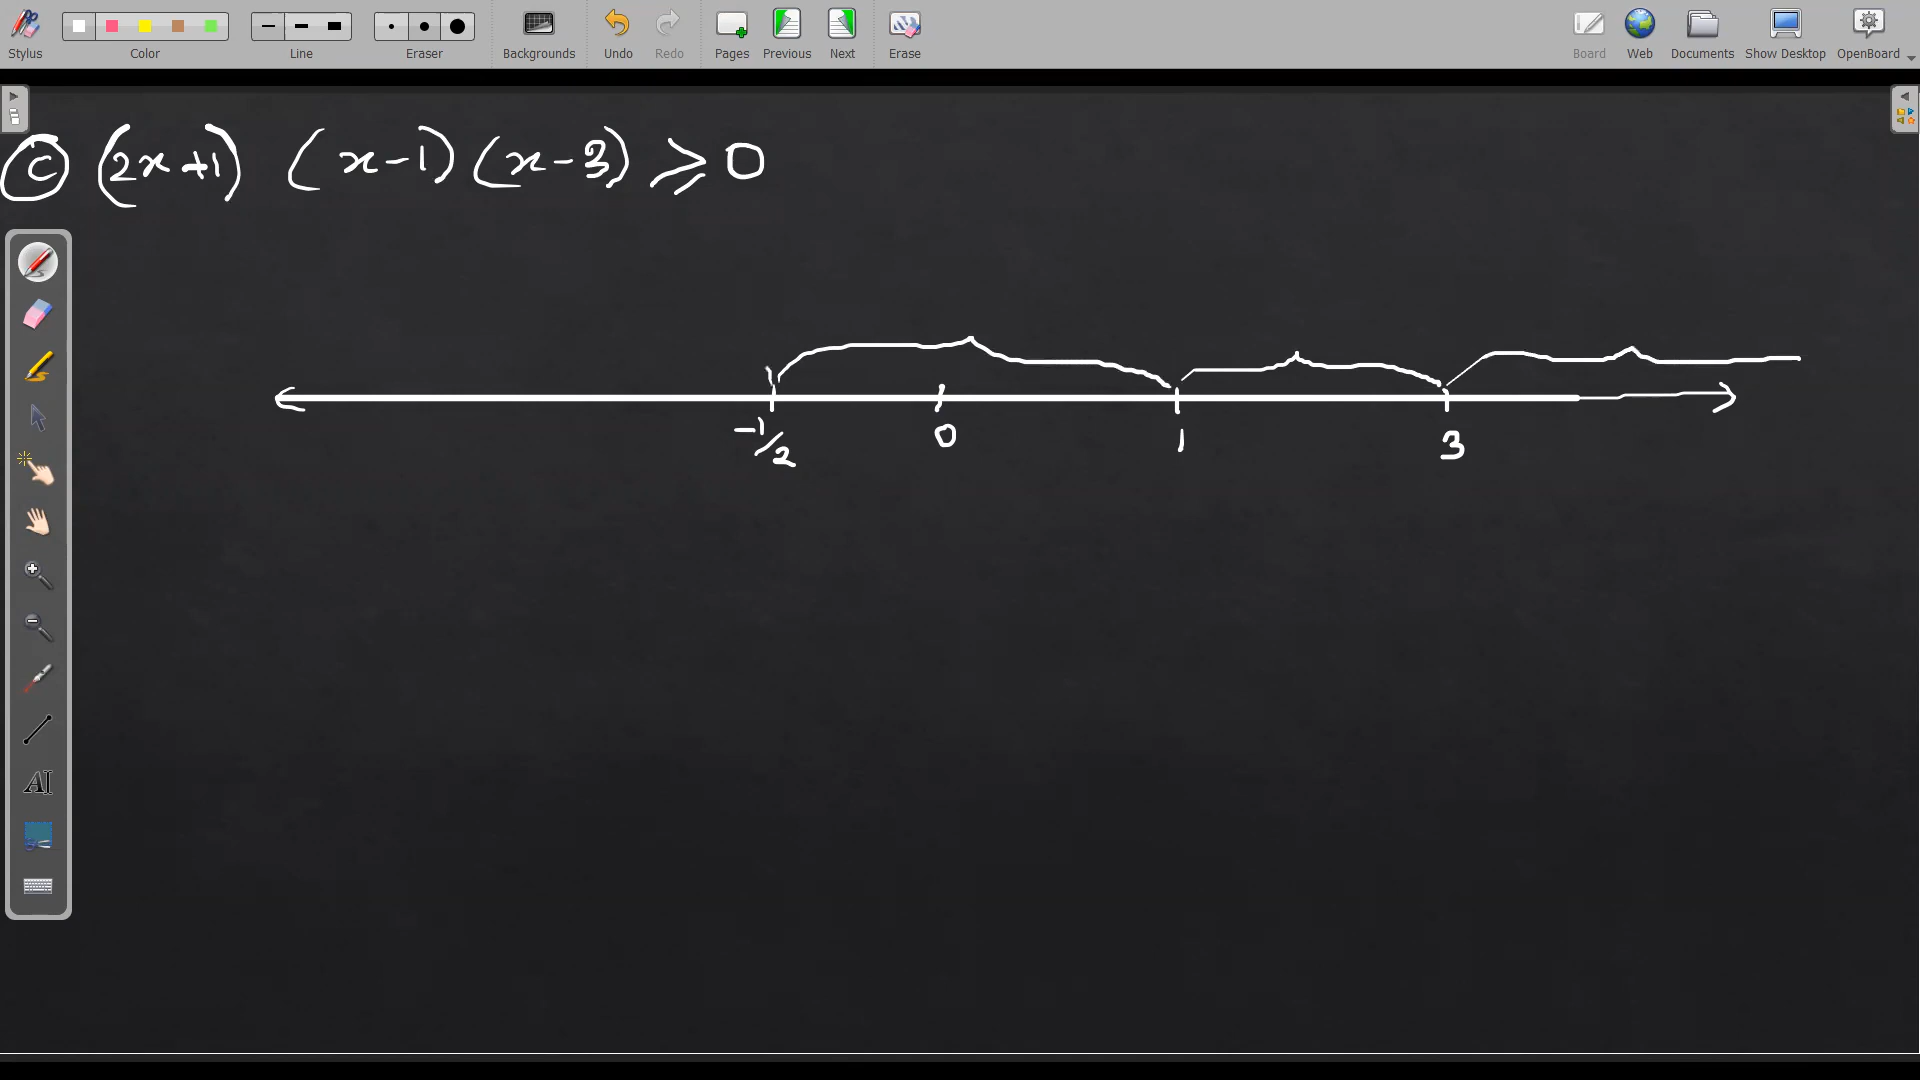 Stylus Color Line Eraser Backgrounds Undo Redo Pages Previous Next Erase Board Web Documents Show Desktop OpenBoard
Ⓒ (2x+1) (x-1)(x-3) ⩾ 0
-1/2 0 1 3
AI